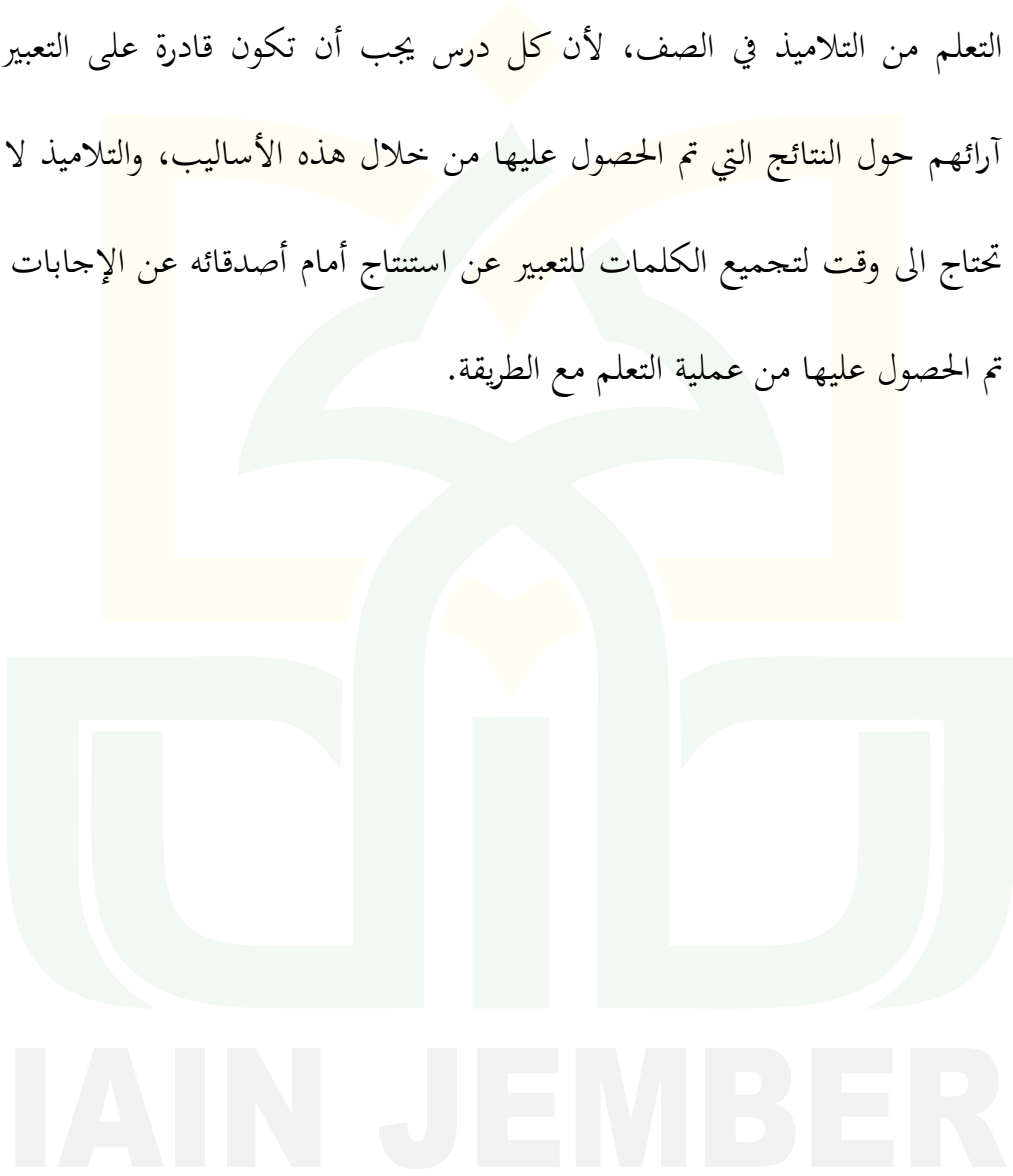 التعلم من التلاميذ في الصف، لأن كل درس يجب أن تكون قادرة على التعبير
آرائهم حول النتائج التي تم الحصول عليها من خلال هذه الأساليب، والتلاميذ لا
تحتاج الى وقت لتجميع الكلمات للتعبير عن استنتاج أمام أصدقائه عن الإجابات
تم الحصول عليها من عملية التعلم مع الطريقة.
IAIN JEMBER